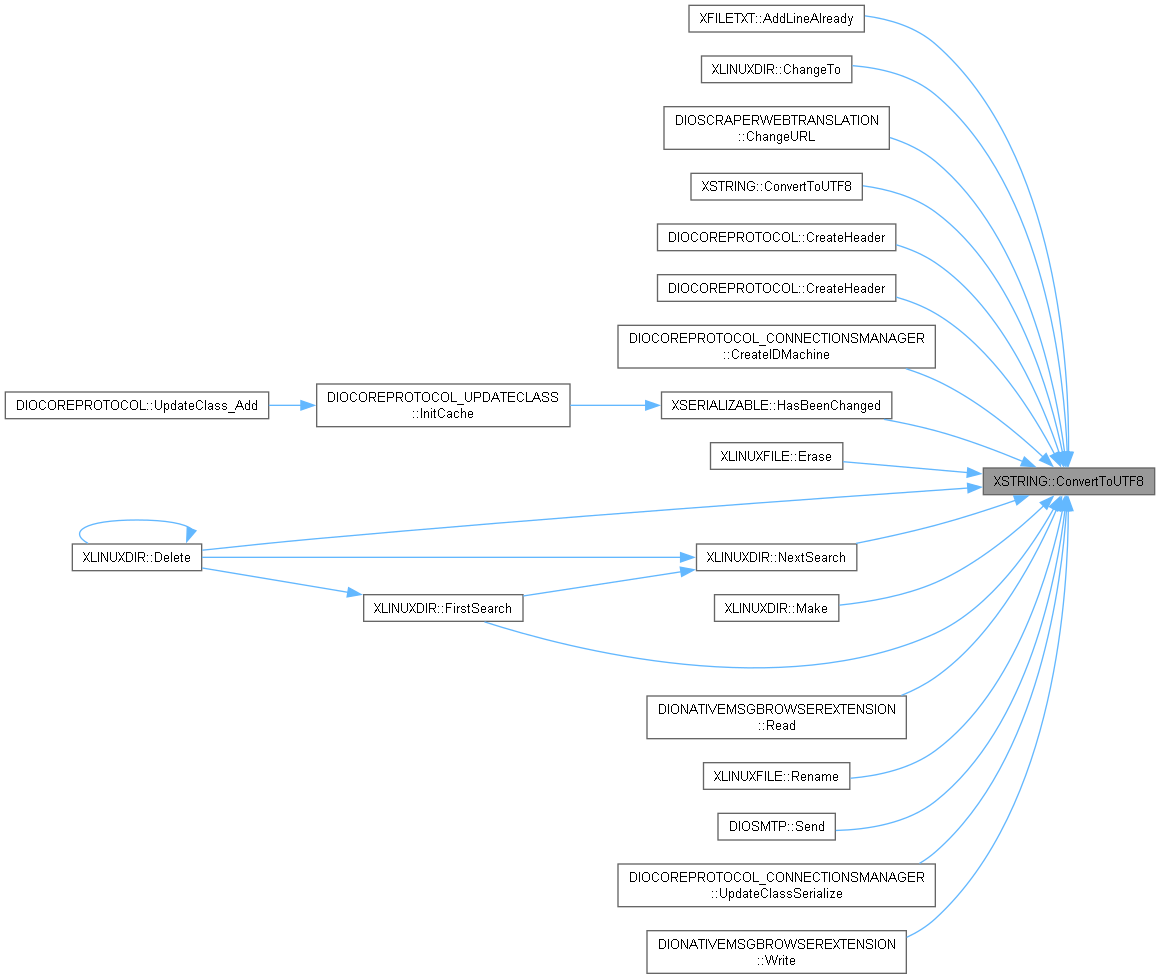 XFILETXT::AddLineAlready
XLINUXDIR::ChangeTo
DIOSCRAPERWEBTRANSLATION
::ChangeURL
XSTRING::ConvertToUTF8
DIOCOREPROTOCOL::CreateHeader
DIOCOREPROTOCOL::CreateHeader
DIOCOREPROTOCOL_CONNECTIONSMANAGER
::CreateIDMachine
DIOCOREPROTOCOL::UpdateClass_Add
DIOCOREPROTOCOL_UPDATECLASS
::InitCache
XSERIALIZABLE::HasBeenChanged
XLINUXFILE::Erase
XSTRING::ConvertToUTF8
XLINUXDIR::Delete
XLINUXDIR::NextSearch
XLINUXDIR::FirstSearch
XLINUXDIR::Make
DIONATIVEMSGBROWSEREXTENSION
::Read
XLINUXFILE::Rename
DIOSMTP::Send
DIOCOREPROTOCOL_CONNECTIONSMANAGER
::UpdateClassSerialize
DIONATIVEMSGBROWSEREXTENSION
::Write